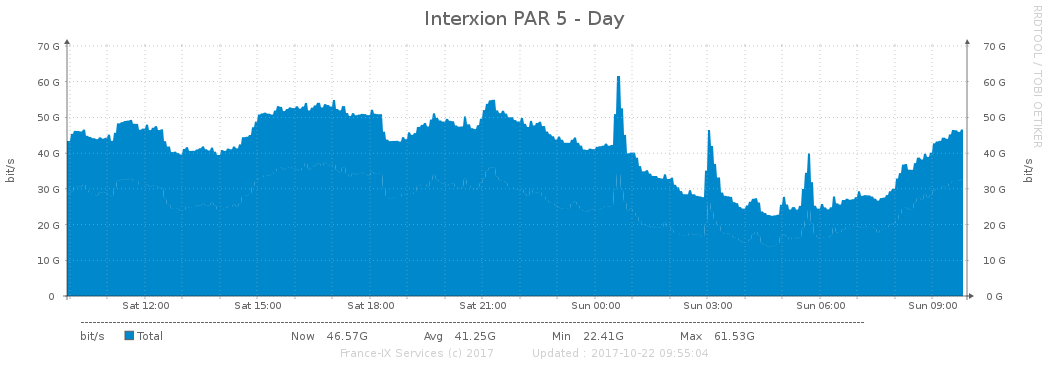 Interxion PAR 5 - Day
RRDTOOL / TOBI OETIKER
70 G 70 G
60 G 60 G
50 G 50 G
40 G 40 G
30 G 30 G
20 G 20 G
10 G 10 G
0 0 G
bit/s bit/s
Sat 12:00 Sat 15:00 Sat 18:00 Sat 21:00 Sun 00:00 Sun 03:00 Sun 06:00 Sun 09:00
bit/s Total Now 46.57G Avg 41.25G Min 22.41G Max 61.53G
France-IX Services (c) 2017 Updated : 2017-10-22 09:55:04